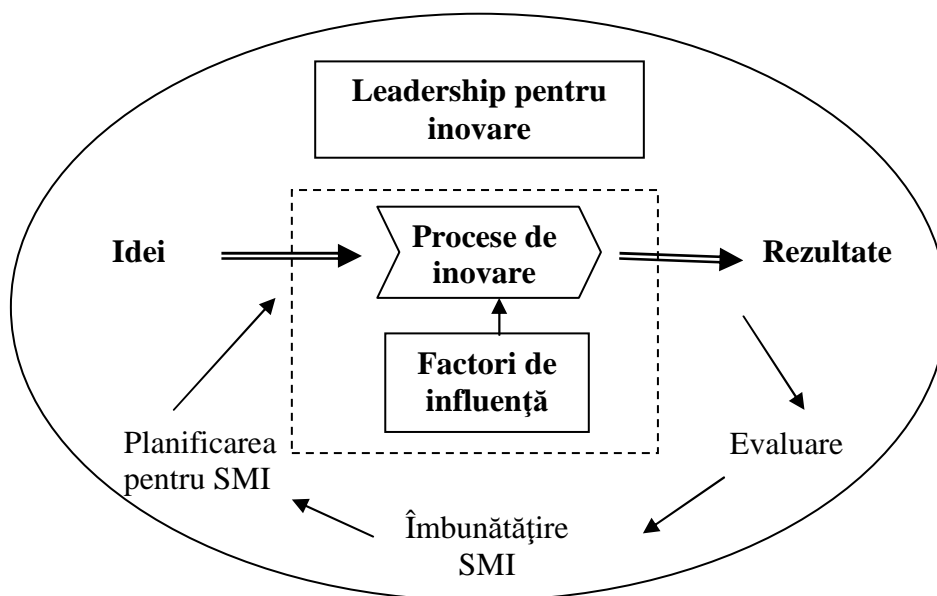 Leadership pentru
inovare
Idei
Procese de
inovare
Rezultate
Factori de
influenţă
Planificarea
pentru SMI
Evaluare
Îmbunătăţire
SMI